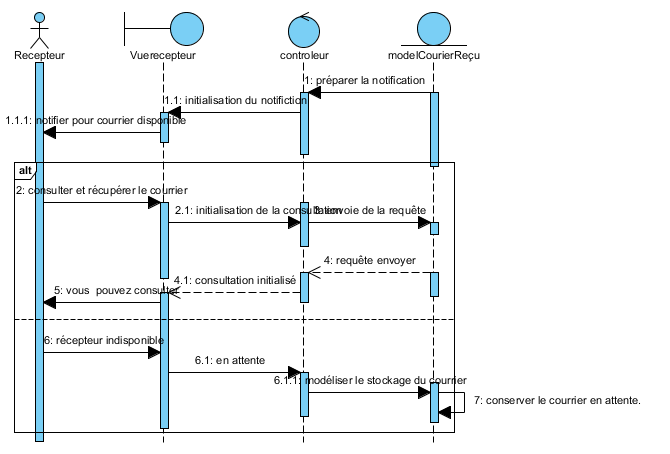 Recepteur
Vuerecepteur
controleur
modelCourierReçu
1: préparer la notification
1.1: initialisation du notifiction
1.1.1: notifier pour courrier disponible
alt
2: consulter et récupérer le courrier
2.1: initialisation de la consultation
3: envoie de la requête
4: requête envoyer
4.1: consultation initialisé
5: vous pouvez consulter
6: récepteur indisponible
6.1: en attente
6.1.1: modéliser le stockage du courrier
7: conserver le courrier en attente.